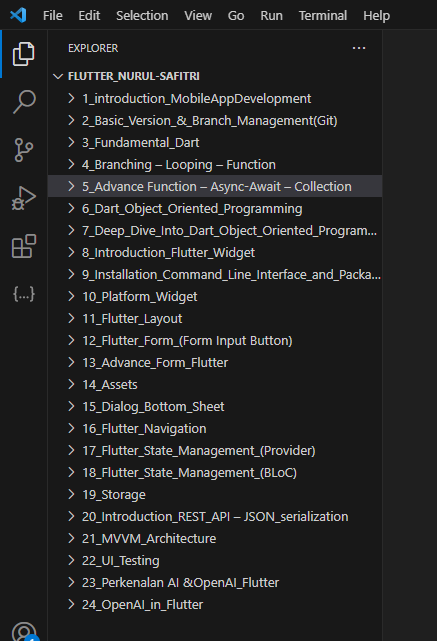 File Edit Selection View Go Run Terminal Help
EXPLORER ...
FLUTTER_NURUL-SAFITRI
1_introduction_MobileAppDevelopment
2_Basic_Version_&_Branch_Management(Git)
3_Fundamental_Dart
4_Branching – Looping – Function
5_Advance Function – Async-Await – Collection
6_Dart_Object_Oriented_Programming
7_Deep_Dive_Into_Dart_Object_Oriented_Program...
8_Introduction_Flutter_Widget
9_Installation_Command_Line_Interface_and_Packa...
10_Platform_Widget
11_Flutter_Layout
12_Flutter_Form_(Form Input Button)
13_Advance_Form_Flutter
14_Assets
15_Dialog_Bottom_Sheet
16_Flutter_Navigation
17_Flutter_State_Management_(Provider)
18_Flutter_State_Management_(BLoC)
19_Storage
20_Introduction_REST_API – JSON_serialization
21_MVVM_Architecture
22_UI_Testing
23_Perkenalan AI &OpenAI_Flutter
24_OpenAI_in_Flutter